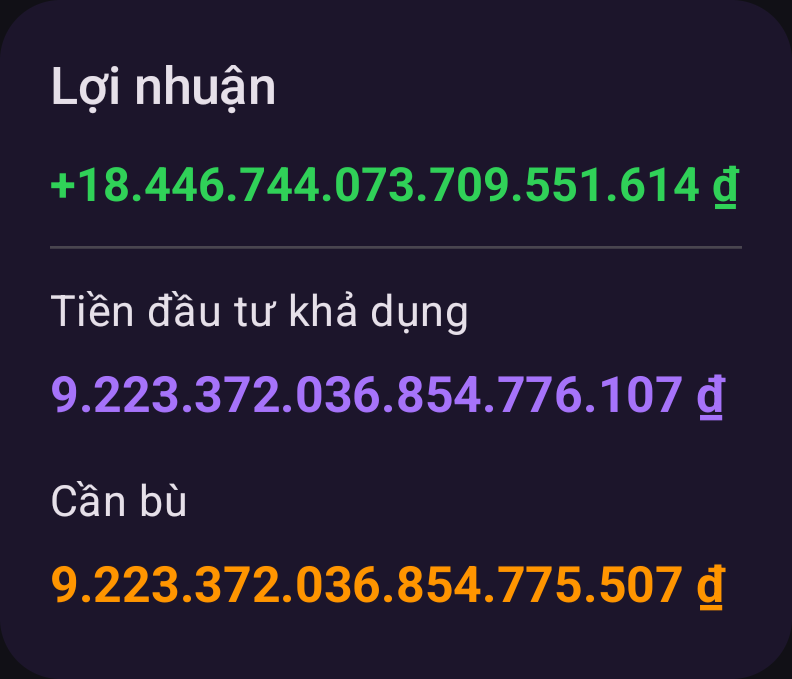 Lợi nhuận
+18.446.744.073.709.551.614 ₫
Tiền đầu tư khả dụng
9.223.372.036.854.776.107 ₫
Cần bù
9.223.372.036.854.775.507 ₫